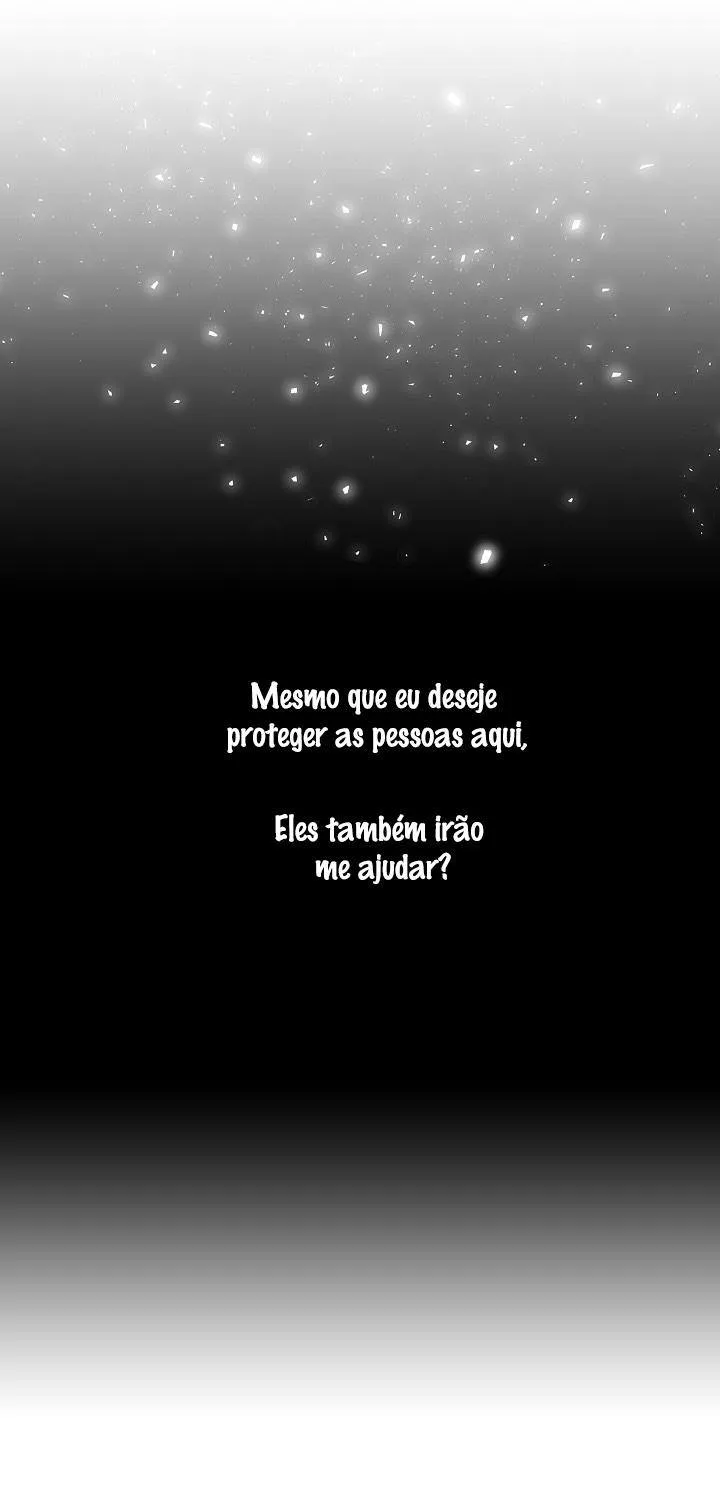 Mesmo que eu deseje
proteger as pessoas aqui,
Eles também irão
me ajudar?